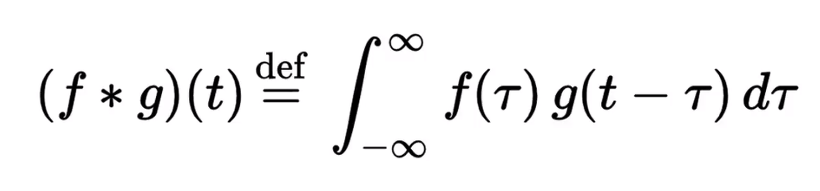 (f ∗ g)(t) ≝ ∫_{−∞}^{∞} f(τ) g(t − τ) dτ